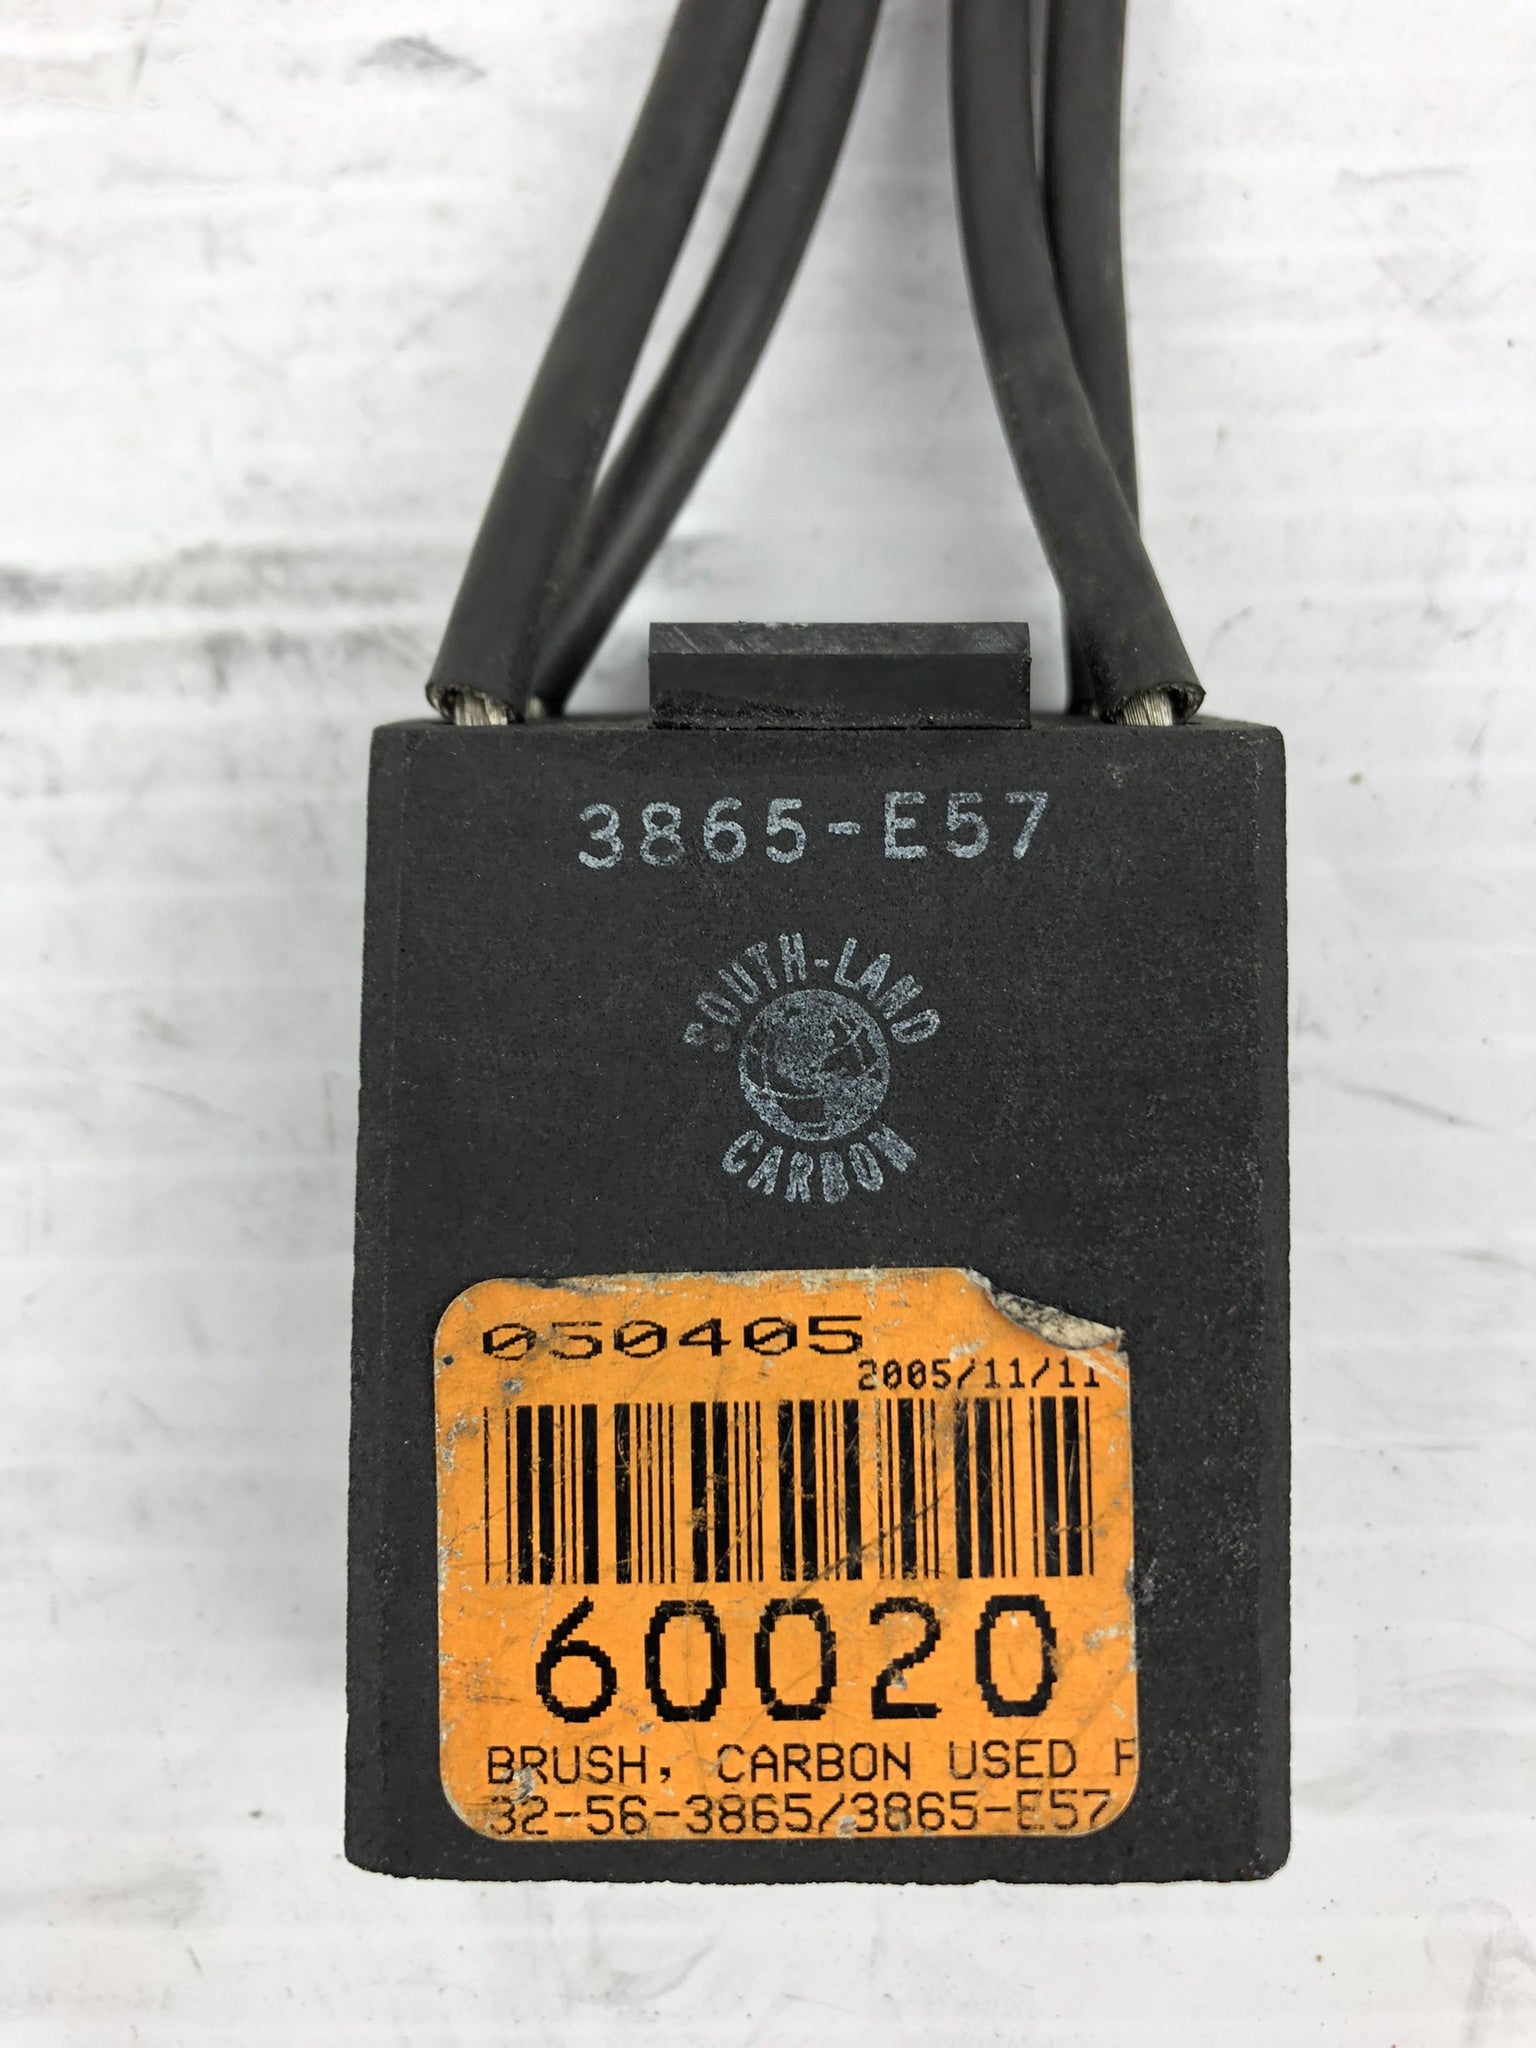 3865-E57
SOUTH-LAND
CARBON
050405
2005/11/11
60020
BRUSH, CARBON USED F
32-56-3865/3865-E57